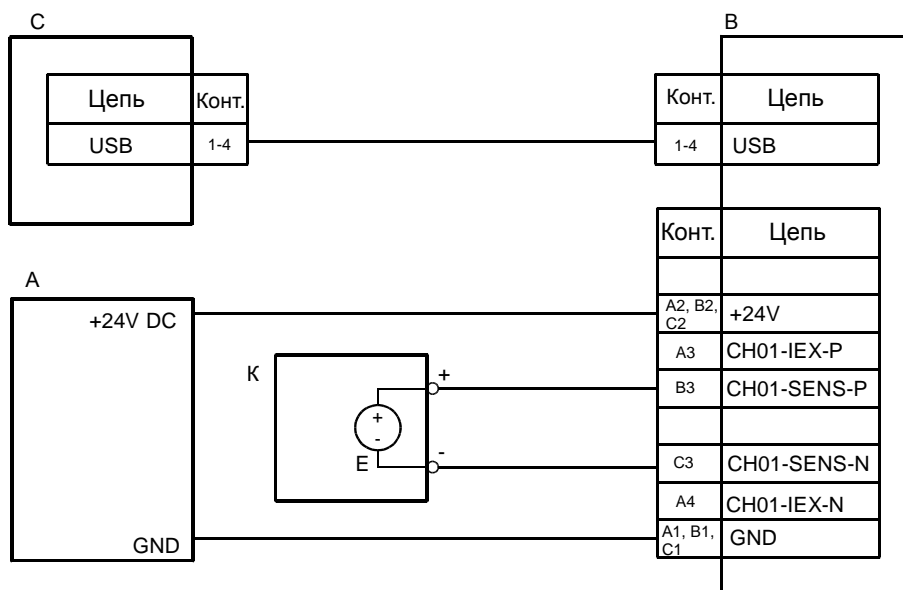 C
B
Цепь Конт.
USB 1-4
Конт. Цепь
1-4 USB
Конт. Цепь
A
+24V DC
A2, B2,
C2
+24V
A3 CH01-IEX-P
К
+
B3 CH01-SENS-P
+
-
E
-
C3 CH01-SENS-N
A4 CH01-IEX-N
GND
A1, B1,
C1
GND